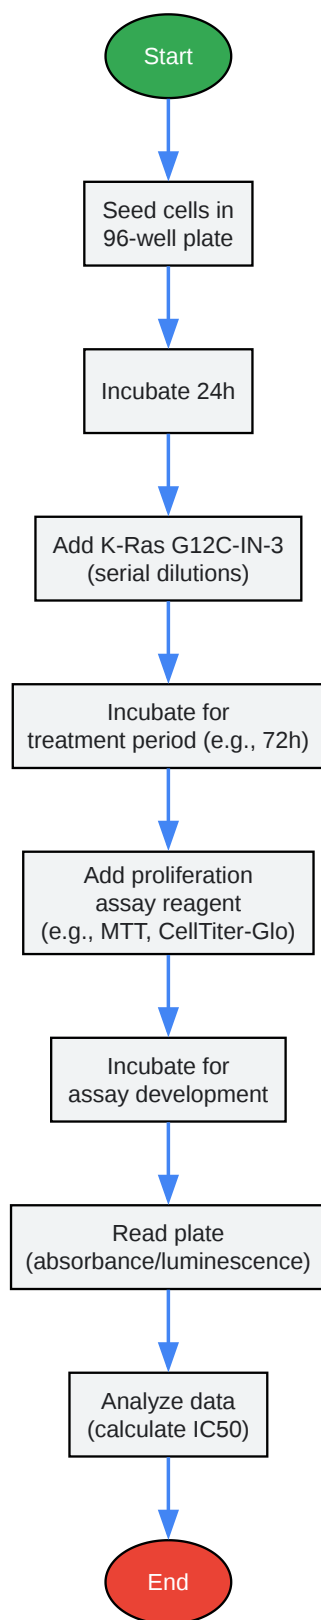 Start
Seed cells in
96-well plate
Incubate 24h
Add K-Ras G12C-IN-3
(serial dilutions)
Incubate for
treatment period (e.g., 72h)
Add proliferation
assay reagent
(e.g., MTT, CellTiter-Glo)
Incubate for
assay development
Read plate
(absorbance/luminescence)
Analyze data
(calculate IC50)
End